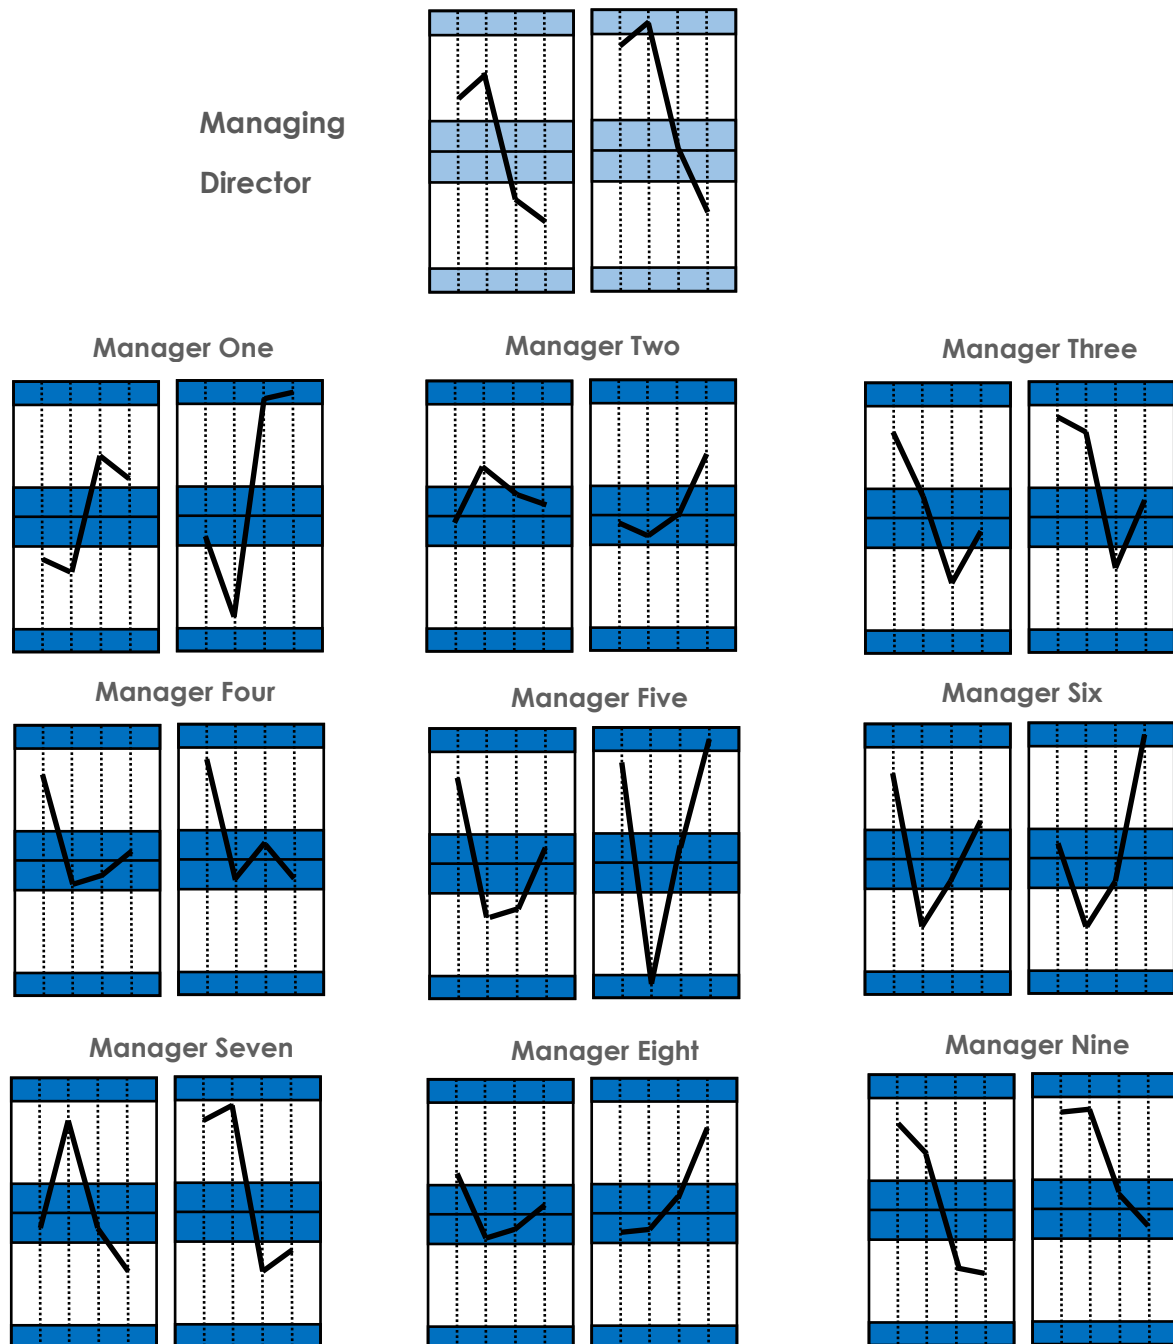 Managing
Director
Manager One
Manager Two
Manager Three
Manager Four
Manager Five
Manager Six
Manager Seven
Manager Eight
Manager Nine